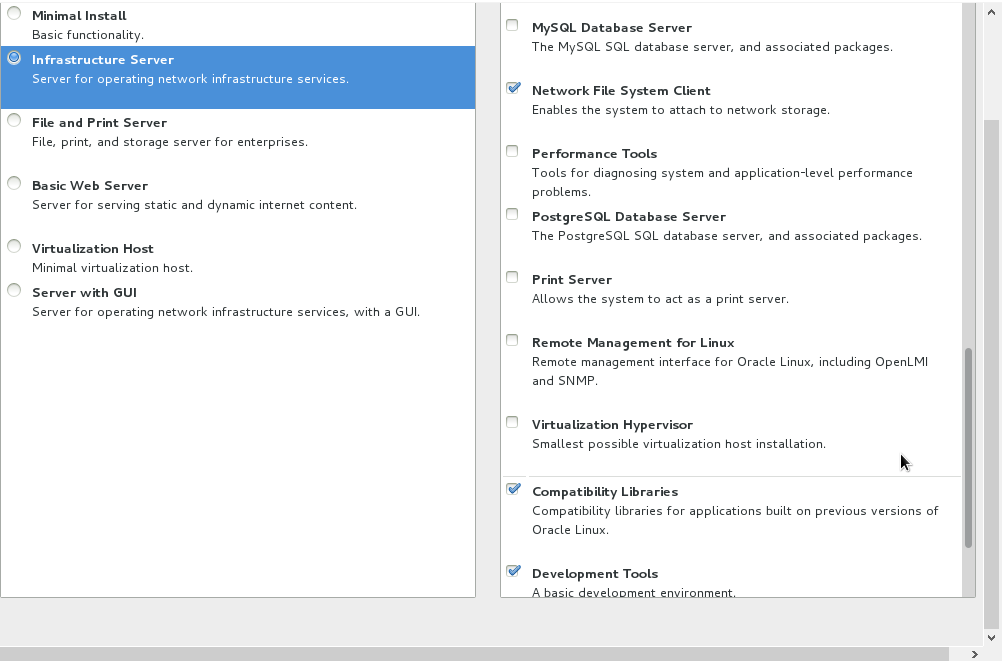 Minimal Install
Basic functionality.
Infrastructure Server
Server for operating network infrastructure services.
File and Print Server
File, print, and storage server for enterprises.
Basic Web Server
Server for serving static and dynamic internet content.
Virtualization Host
Minimal virtualization host.
Server with GUI
Server for operating network infrastructure services, with a GUI.
MySQL Database Server
The MySQL SQL database server, and associated packages.
Network File System Client
Enables the system to attach to network storage.
Performance Tools
Tools for diagnosing system and application-level performance
problems.
PostgreSQL Database Server
The PostgreSQL SQL database server, and associated packages.
Print Server
Allows the system to act as a print server.
Remote Management for Linux
Remote management interface for Oracle Linux, including OpenLMI
and SNMP.
Virtualization Hypervisor
Smallest possible virtualization host installation.
Compatibility Libraries
Compatibility libraries for applications built on previous versions of
Oracle Linux.
Development Tools
A basic development environment.